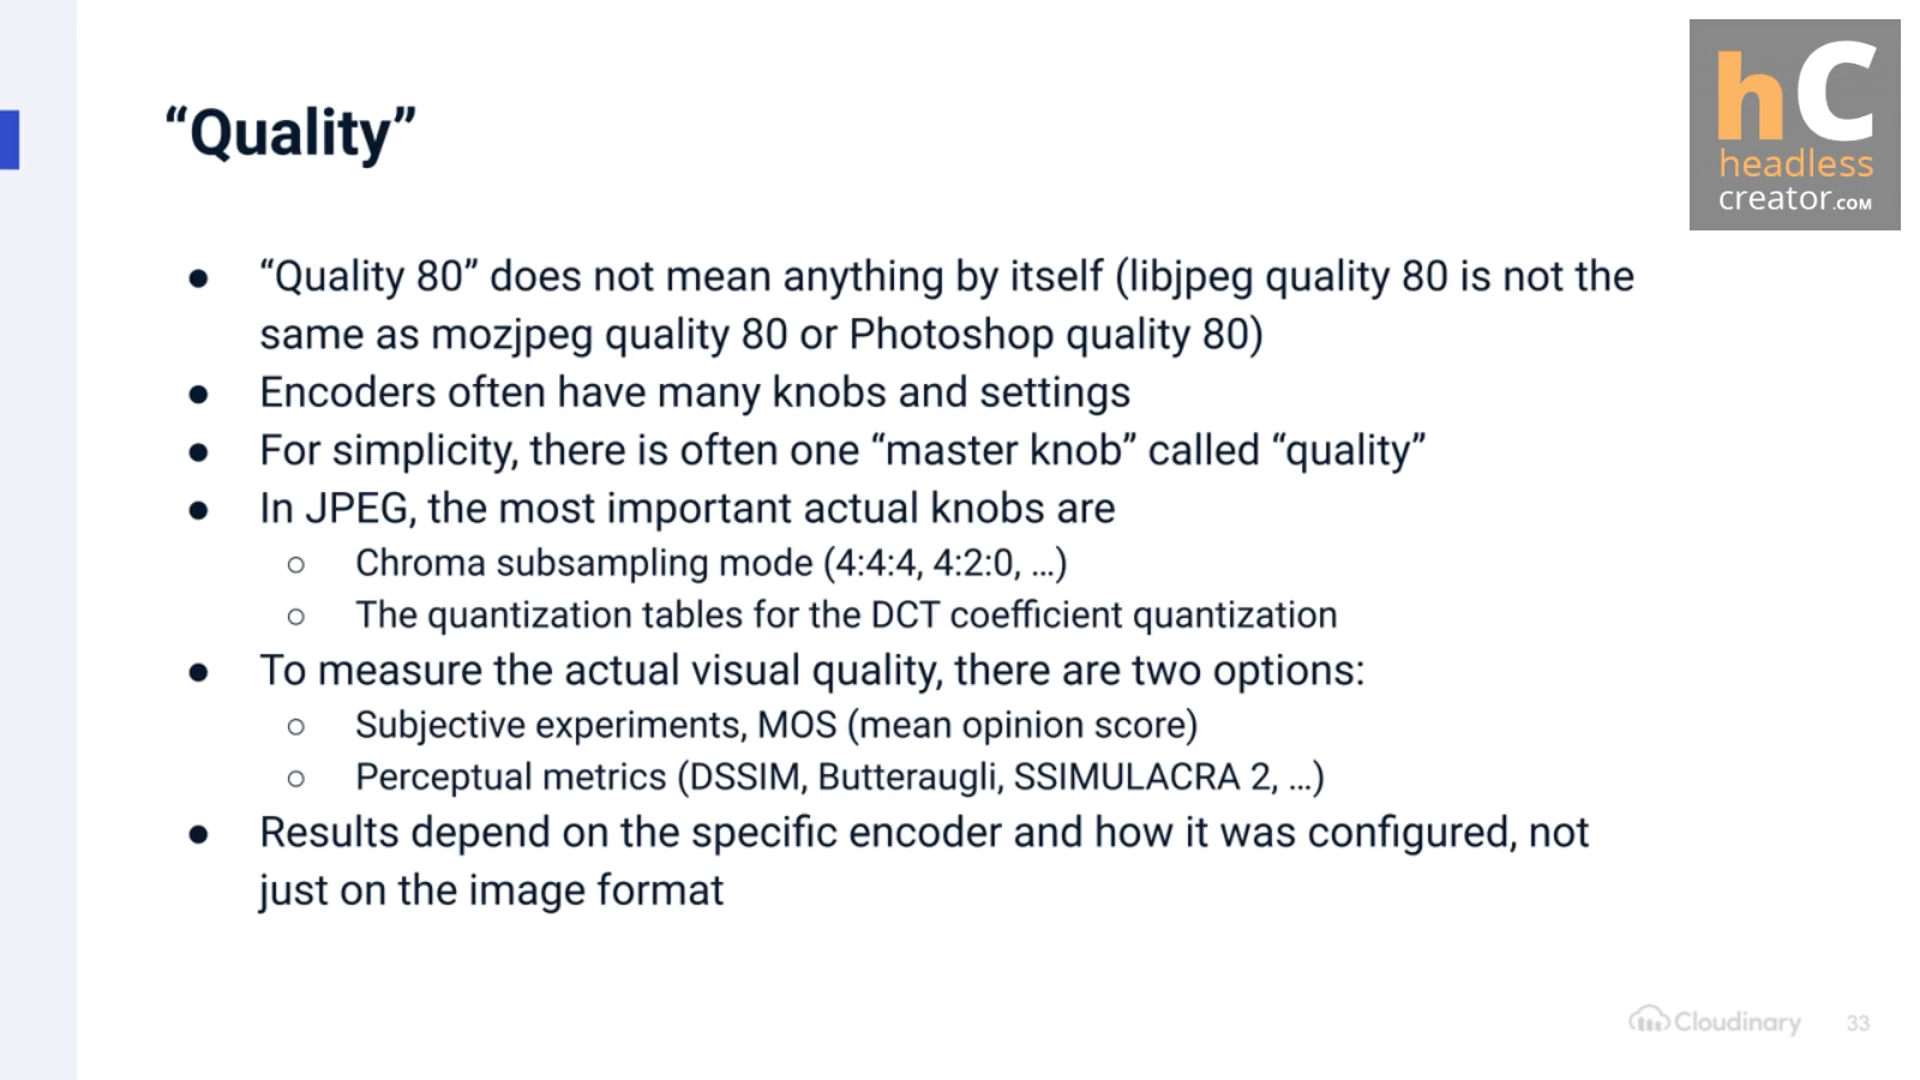 “Quality”
hC
headless
creator.COM
● “Quality 80” does not mean anything by itself (libjpeg quality 80 is not the
same as mozjpeg quality 80 or Photoshop quality 80)
● Encoders often have many knobs and settings
● For simplicity, there is often one “master knob” called “quality”
● In JPEG, the most important actual knobs are
○ Chroma subsampling mode (4:4:4, 4:2:0, …)
○ The quantization tables for the DCT coefficient quantization
● To measure the actual visual quality, there are two options:
○ Subjective experiments, MOS (mean opinion score)
○ Perceptual metrics (DSSIM, Butteraugli, SSIMULACRA 2, …)
● Results depend on the specific encoder and how it was configured, not
just on the image format
Cloudinary 33